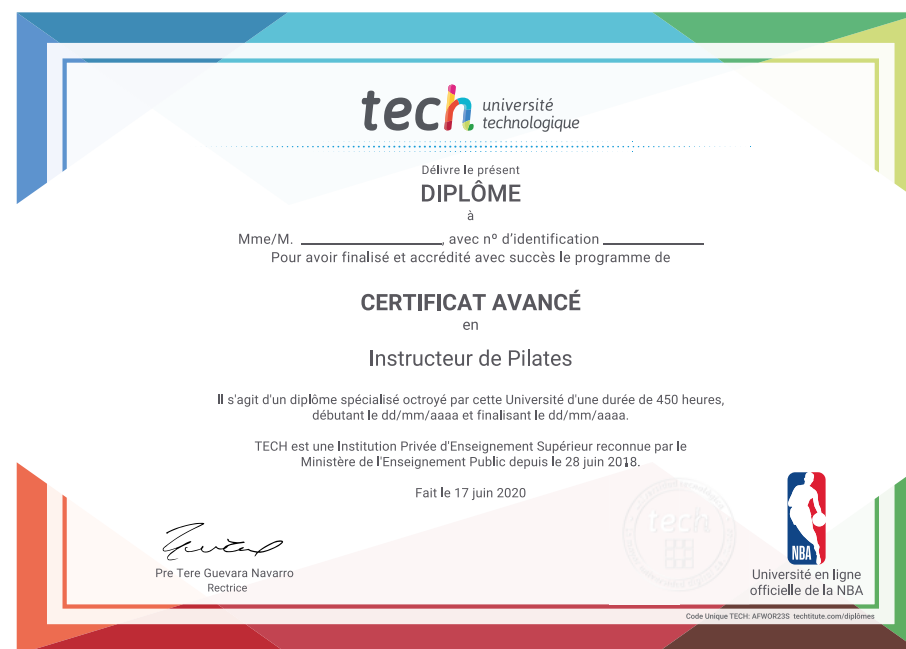 tech université
technologique
Délivre le présent
DIPLÔME
à
Mme/M. ____________________, avec nº d'identification ______________
Pour avoir finalisé et accrédité avec succès le programme de
CERTIFICAT AVANCÉ
en
Instructeur de Pilates
Il s'agit d'un diplôme spécialisé octroyé par cette Université d'une durée de 450 heures,
débutant le dd/mm/aaaa et finalisant le dd/mm/aaaa.
TECH est une Institution Privée d'Enseignement Supérieur reconnue par le
Ministère de l'Enseignement Public depuis le 28 juin 2018.
Fait le 17 juin 2020
tech
Pre Tere Guevara Navarro
Rectrice
NBA
Université en ligne
officielle de la NBA
Code Unique TECH: AFWOR23S techtitute.com/diplômes